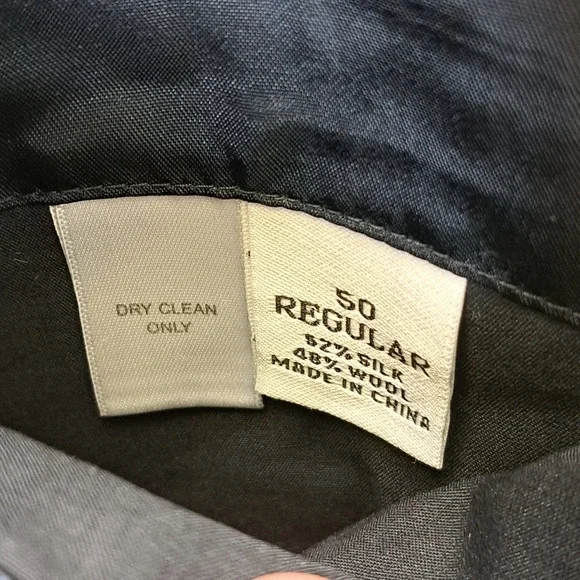 DRY CLEAN
ONLY
50
REGULAR
52% SILK
48% WOOL
MADE IN CHINA